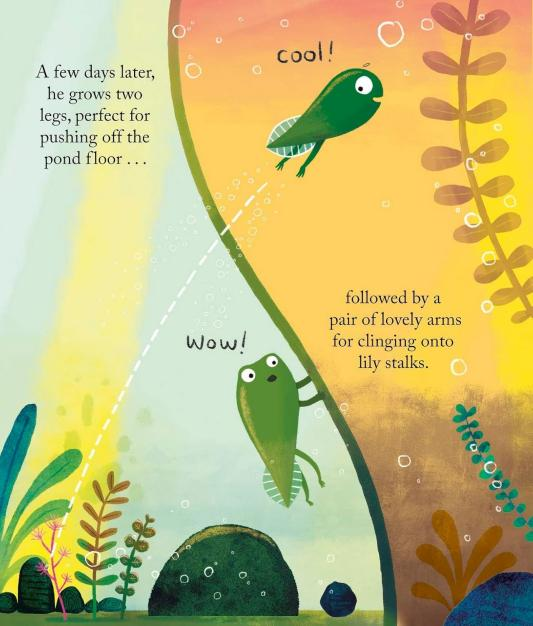 A few days later,
he grows two
legs, perfect for
pushing off the
pond floor . . .
cool!
Wow!
followed by a
pair of lovely arms
for clinging onto
lily stalks.